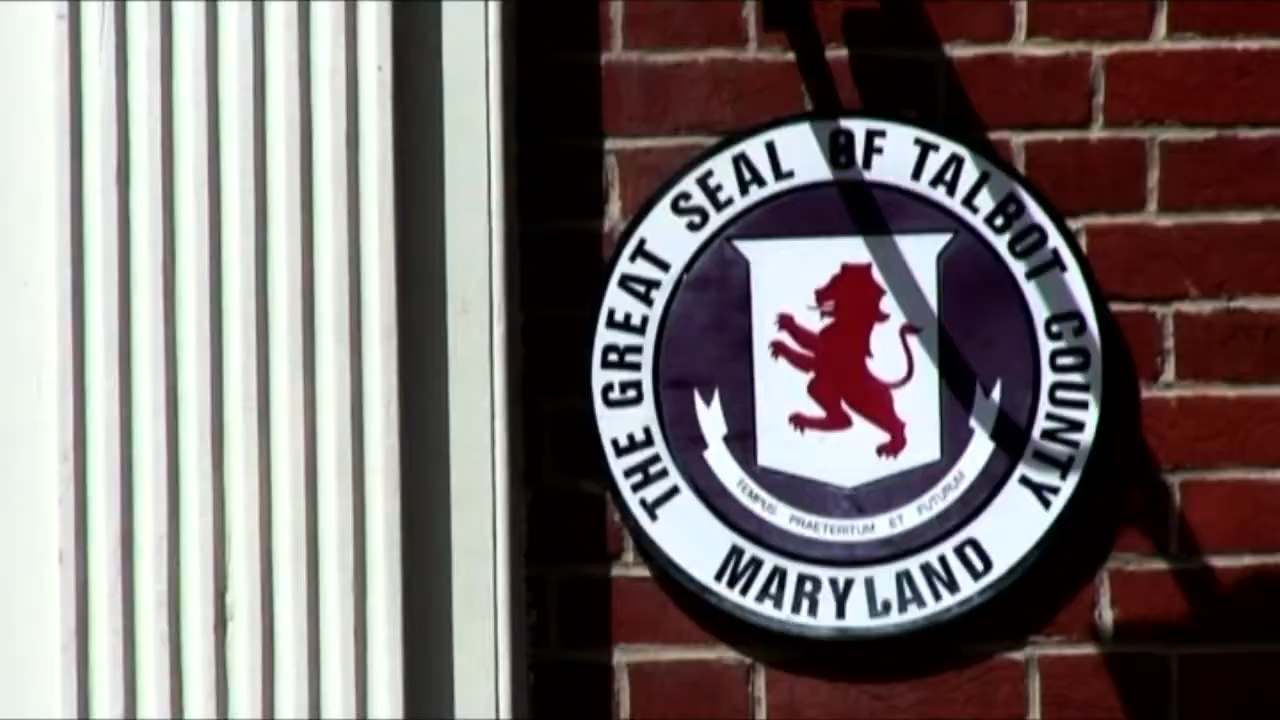 THE GREAT SEAL OF TALBOT COUNTY
MARYLAND
TEMPUS PRAETERITUM ET FUTURUM